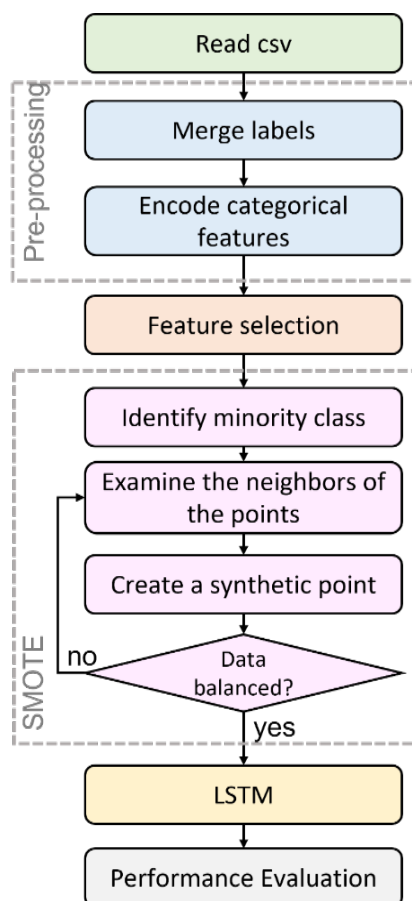 Read csv
Pre-processing
Merge labels
Encode categorical
features
Feature selection
SMOTE
Identify minority class
Examine the neighbors of
the points
Create a synthetic point
Data
balanced?
no
yes
LSTM
Performance Evaluation